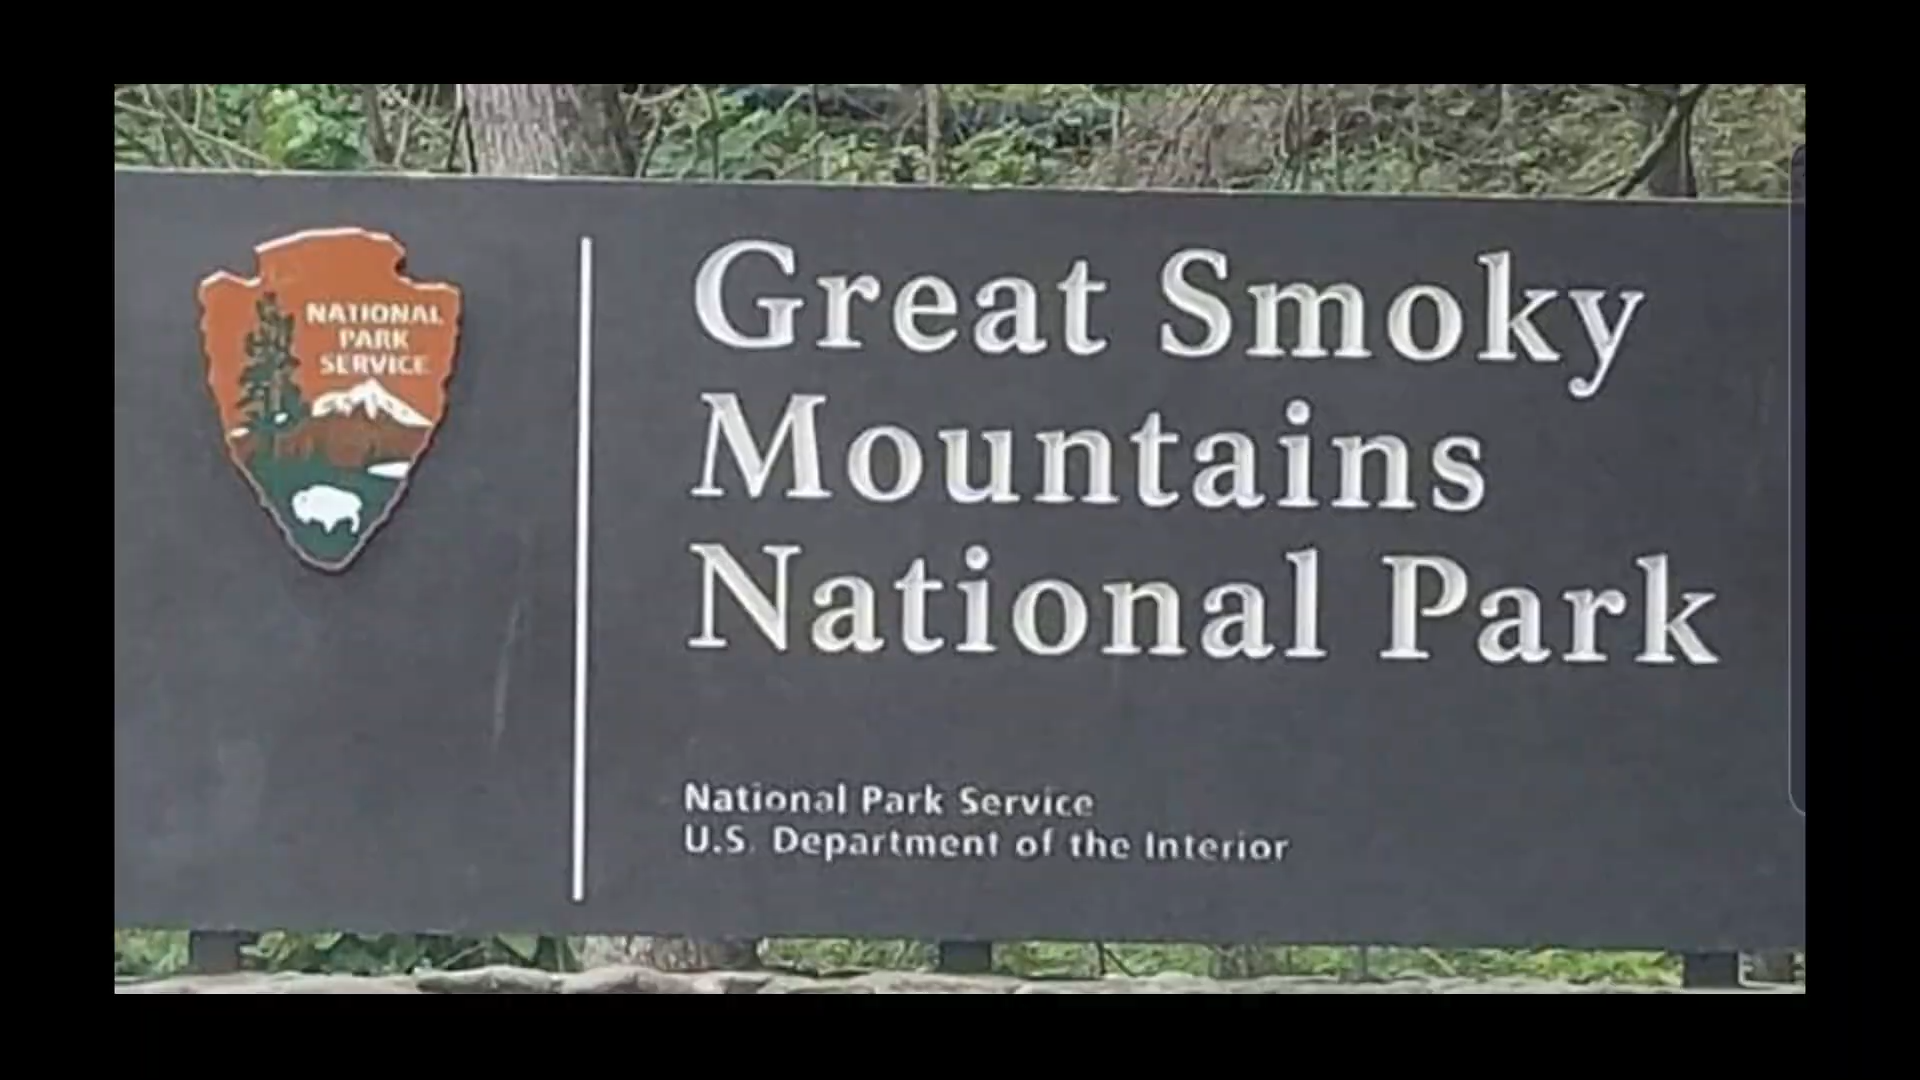 NATIONAL
PARK
SERVICE
Great Smoky
Mountains
National Park
National Park Service
U.S. Department of the Interior